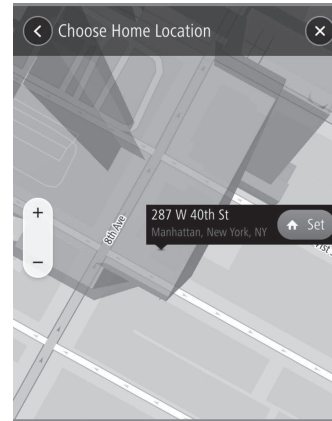 Choose Home Location
+
287 W 40th St
Manhattan, New York, NY
Set
8th Ave
−